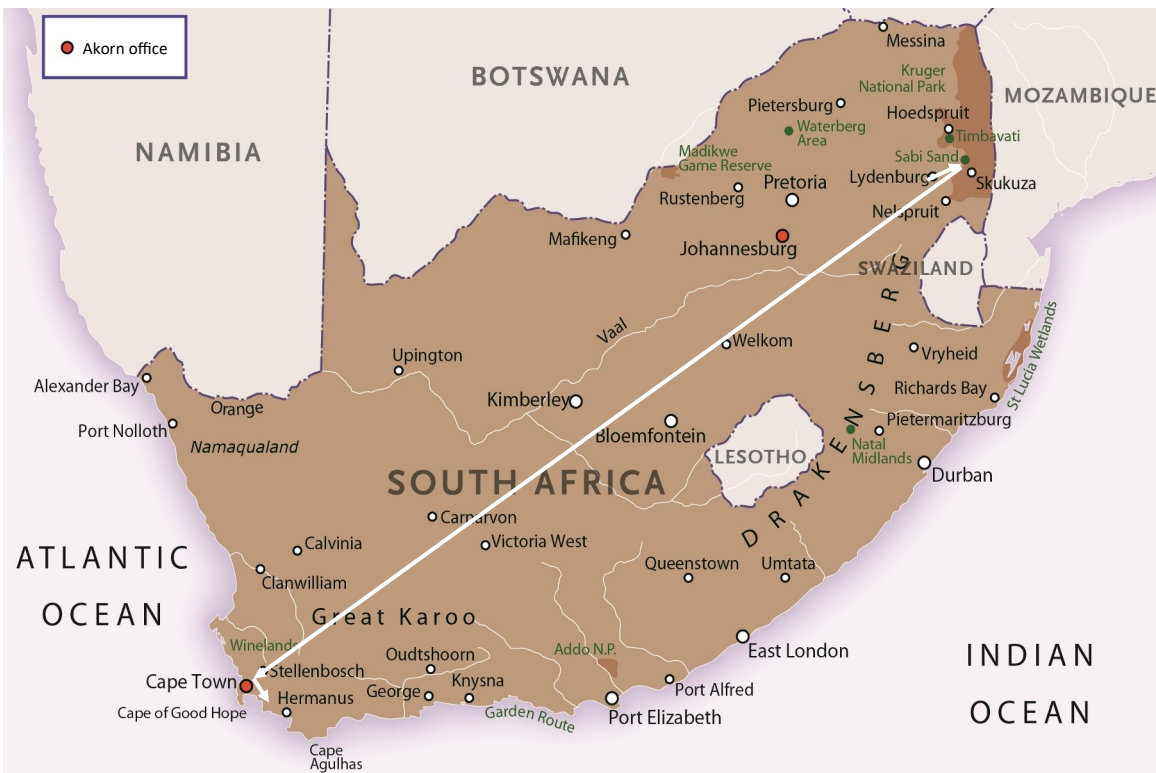 Akorn office
Messina
BOTSWANA
Kruger
National Park
MOZAMBIQUE
Pietersburg
Hoedspruit
Waterberg
Area
Timbavati
NAMIBIA
Madikwe
Game Reserve
Sabi Sand
Lydenburg
Skukuza
Pretoria
Rustenberg
Nelspruit
Mafikeng
Johannesburg
SWAZILAND
Vaal
Welkom
Vryheid
St Lucia Wetlands
Upington
Alexander Bay
Richards Bay
Orange
Kimberley
Port Nolloth
Bloemfontein
Pietermaritzburg
Namaqualand
LESOTHO
Natal
Midlands
SOUTH AFRICA
Durban
DRAKENSBERG
Carnarvon
Calvinia
Victoria West
ATLANTIC
OCEAN
Clanwilliam
Queenstown
Umtata
Great Karoo
Winelands
Oudtshoorn
Addo N.P.
East London
INDIAN
OCEAN
Stellenbosch
Cape Town
Hermanus
George
Knysna
Port Alfred
Cape of Good Hope
Garden Route
Port Elizabeth
Cape
Agulhas